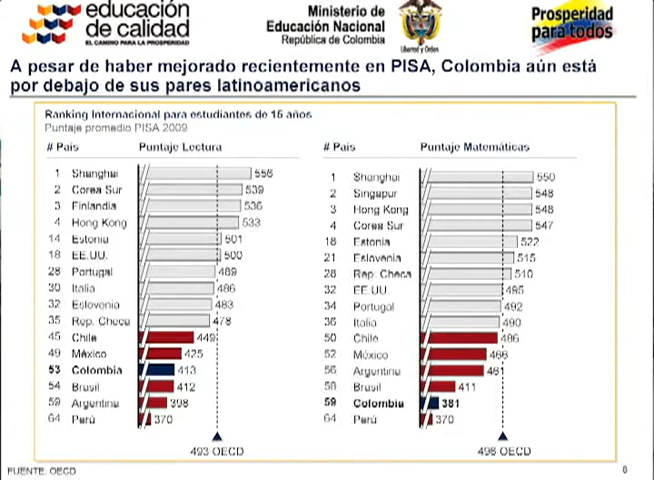 educación
de calidad
EL CAMINO PARA LA PROSPERIDAD
Ministerio de
Educación Nacional
República de Colombia
Libertad y Orden
Prosperidad
para todos
A pesar de haber mejorado recientemente en PISA, Colombia aún está
por debajo de sus pares latinoamericanos
Ranking Internacional para estudiantes de 15 años
Puntaje promedio PISA 2009
# País Puntaje Lectura
1 Shanghai 556
2 Corea Sur 539
3 Finlandia 536
4 Hong Kong 533
14 Estonia 501
18 EE.UU. 500
28 Portugal 489
30 Italia 486
32 Eslovenia 483
35 Rep. Checa 478
45 Chile 449
49 México 425
53 Colombia 413
54 Brasil 412
59 Argentina 398
64 Perú 370
493 OECD
# País Puntaje Matemáticas
1 Shanghai 550
2 Singapur 548
3 Hong Kong 548
4 Corea Sur 547
18 Estonia 522
21 Eslovenia 515
28 Rep. Checa 510
32 EE UU. 495
34 Portugal 492
36 Italia 490
50 Chile 486
52 México 466
56 Argentina 461
58 Brasil 411
59 Colombia 381
64 Perú 370
496 OECD
FUENTE: OECD